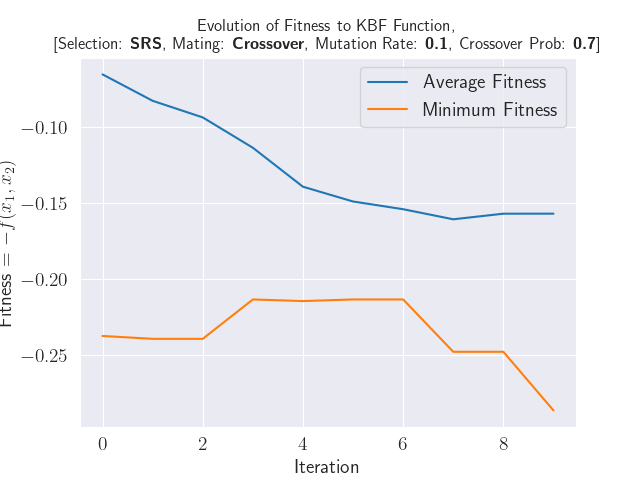 Evolution of Fitness to KBF Function,
[Selection: SRS, Mating: Crossover, Mutation Rate: 0.1, Crossover Prob: 0.7]
Average Fitness
Minimum Fitness
−0.10
−0.15
−0.20
−0.25
Fitness = −f(x₁, x₂)
0 2 4 6 8
Iteration